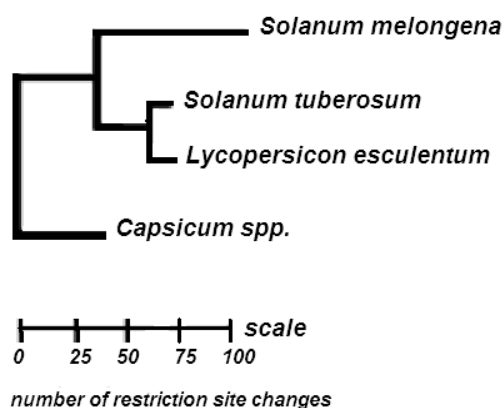 Solanum melongena
Solanum tuberosum
Lycopersicon esculentum
Capsicum spp.
scale
0 25 50 75 100
number of restriction site changes